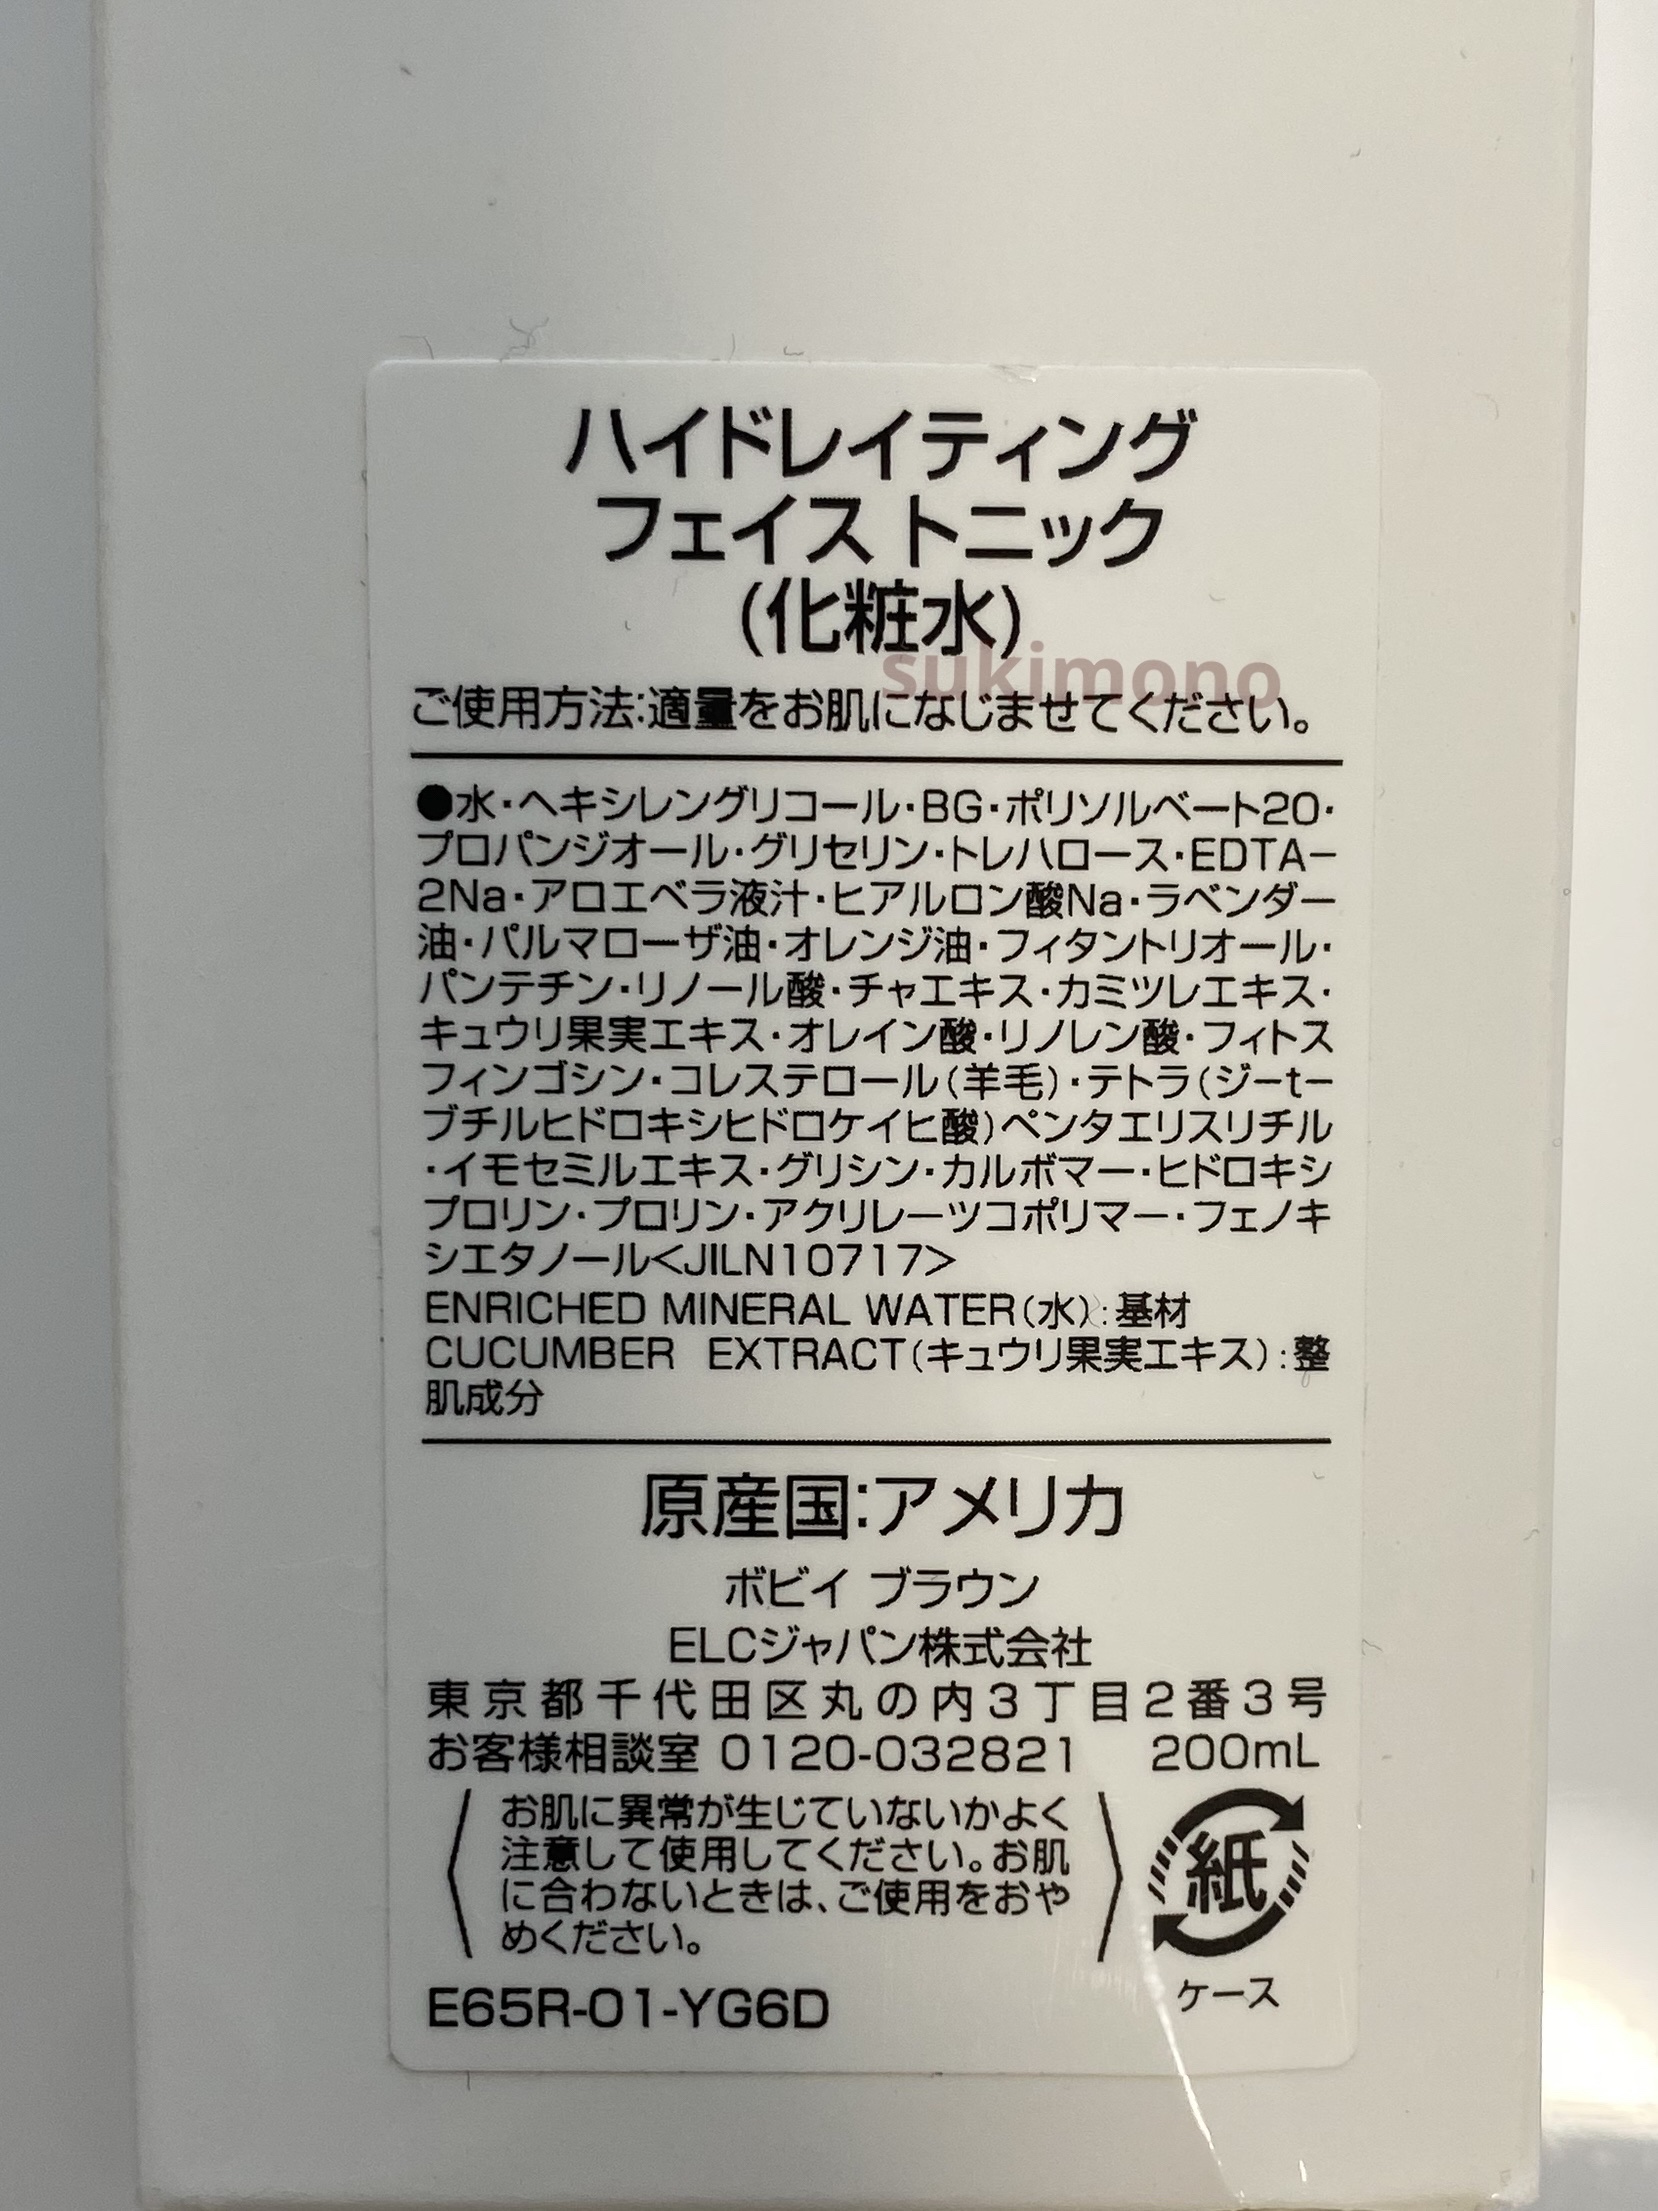 ハイドレイティング
フェイス トニック
(化粧水)
sukimono
ご使用方法:適量をお肌になじませてください。
●水・ヘキシレングリコール・BG・ポリソルベート20・
プロパンジオール・グリセリン・トレハロース・EDTA−
2Na・アロエベラ液汁・ヒアルロン酸Na・ラベンダー
油・パルマローザ油・オレンジ油・フィタントリオール・
パンテチン・リノール酸・チャエキス・カミツレエキス・
キュウリ果実エキス・オレイン酸・リノレン酸・フィトス
フィンゴシン・コレステロール(羊毛)・テトラ(ジーt−
ブチルヒドロキシヒドロケイヒ酸)ペンタエリスリチル
・イモセミルエキス・グリシン・カルボマー・ヒドロキシ
プロリン・プロリン・アクリレーツコポリマー・フェノキ
シエタノール<JILN10717>
ENRICHED MINERAL WATER(水):基材
CUCUMBER EXTRACT(キュウリ果実エキス):整
肌成分
原産国:アメリカ
ボビイ ブラウン
ELCジャパン株式会社
東京都千代田区丸の内3丁目2番3号
お客様相談室 0120-032821 200mL
お肌に異常が生じていないかよく
注意して使用してください。お肌
に合わないときは、ご使用をおや
めください。
紙
ケース
E65R-01-YG6D